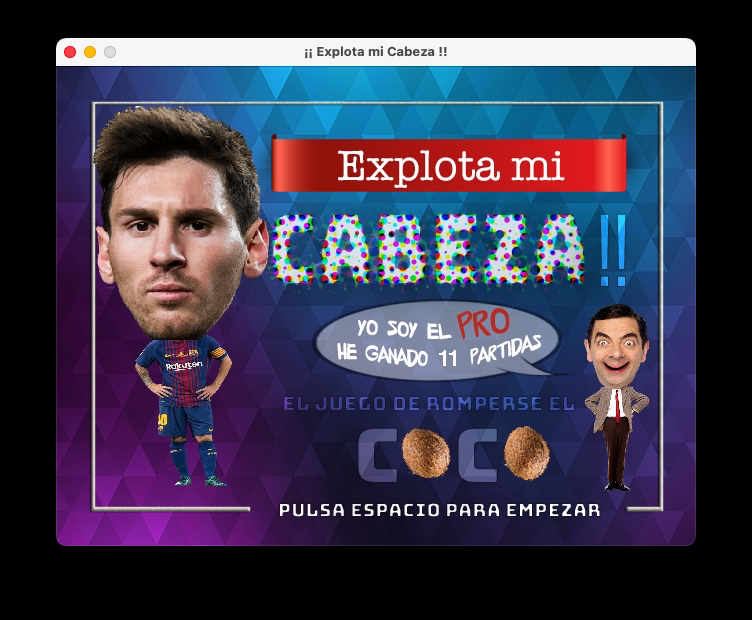 ¡¡ Explota mi Cabeza !!
Explota mi
CABEZA!!
YO SOY EL PRO
HE GANADO 11 PARTIDAS
Rakuten
EL JUEGO DE ROMPERSE EL
COCO
PULSA ESPACIO PARA EMPEZAR